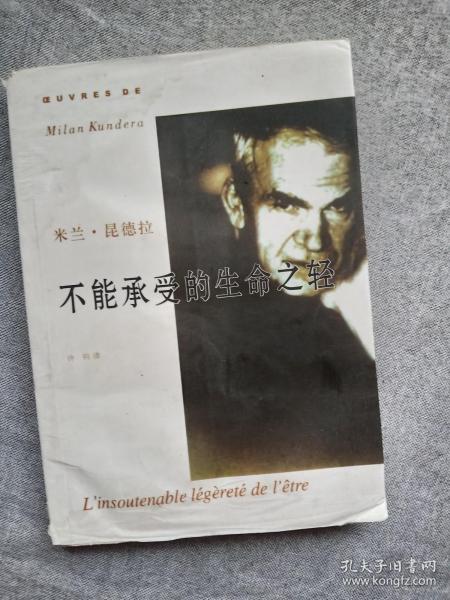 ŒUVRES DE
Milan Kundera
米兰·昆德拉
不能承受的生命之轻
L'insoutenable légèreté de l'être
孔夫子旧书网
www.kongfz.com